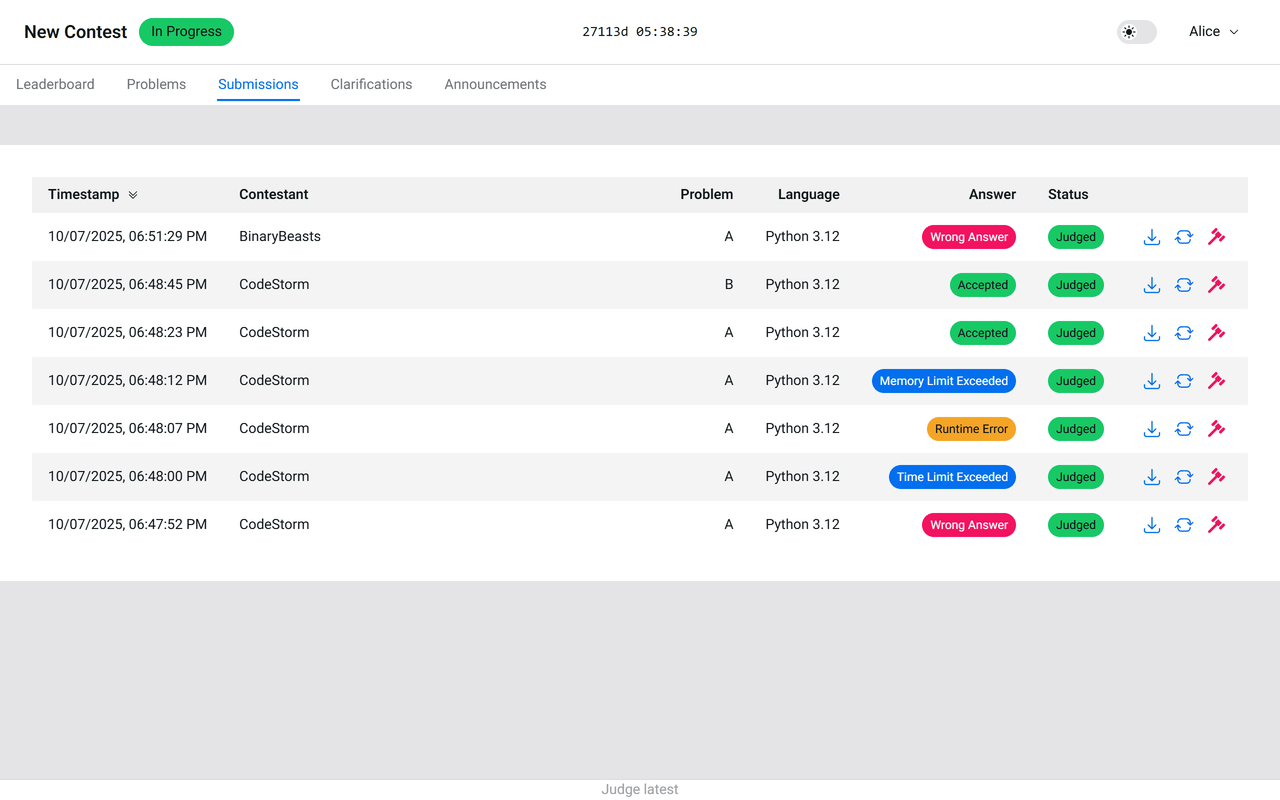 New Contest In Progress 27113d 05:38:39 Alice
Leaderboard Problems Submissions Clarifications Announcements
Timestamp Contestant Problem Language Answer Status
10/07/2025, 06:51:29 PM BinaryBeasts A Python 3.12 Wrong Answer Judged
10/07/2025, 06:48:45 PM CodeStorm B Python 3.12 Accepted Judged
10/07/2025, 06:48:23 PM CodeStorm A Python 3.12 Accepted Judged
10/07/2025, 06:48:12 PM CodeStorm A Python 3.12 Memory Limit Exceeded Judged
10/07/2025, 06:48:07 PM CodeStorm A Python 3.12 Runtime Error Judged
10/07/2025, 06:48:00 PM CodeStorm A Python 3.12 Time Limit Exceeded Judged
10/07/2025, 06:47:52 PM CodeStorm A Python 3.12 Wrong Answer Judged
Judge latest